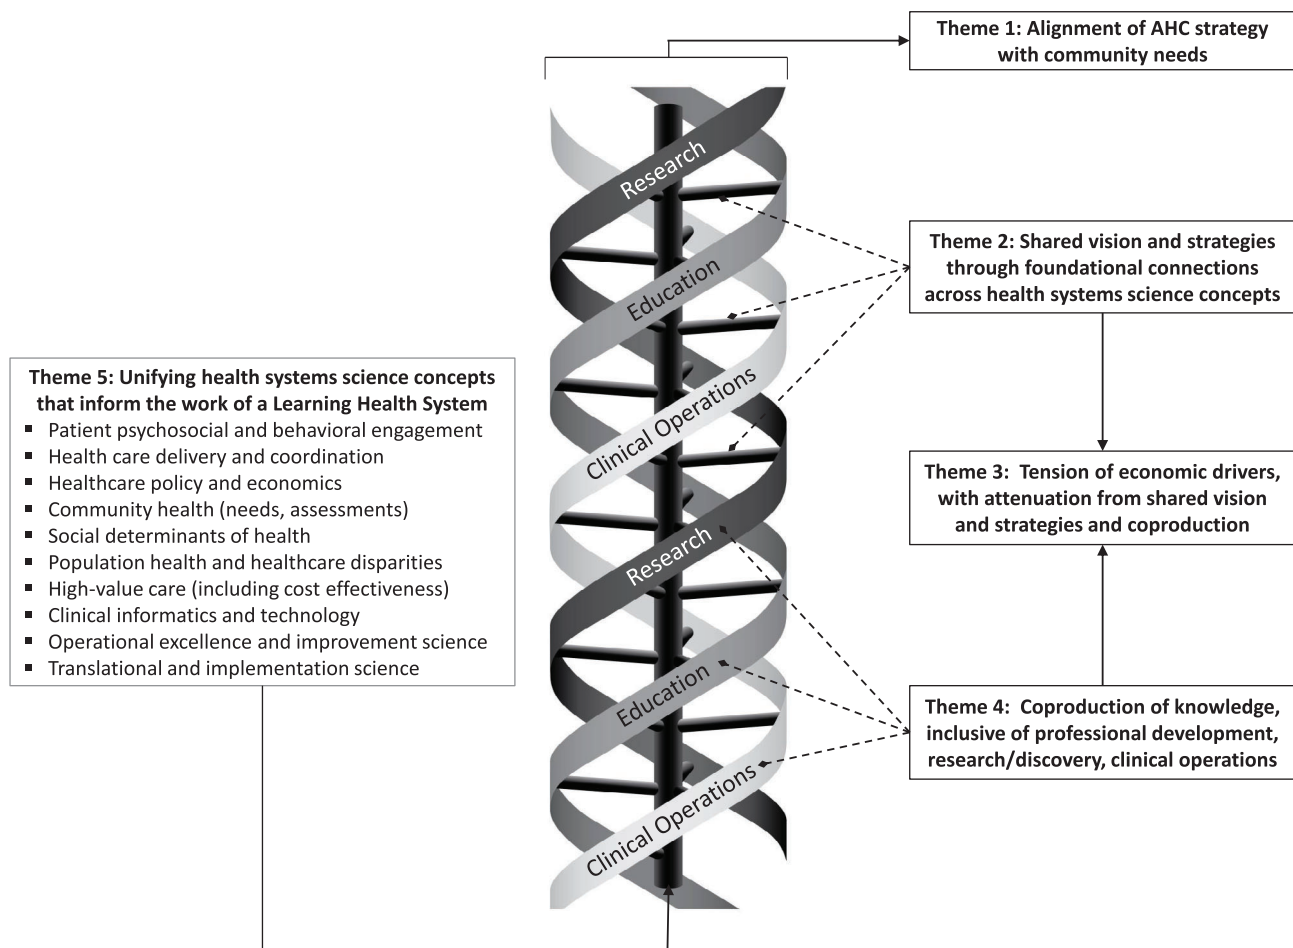 Theme 1: Alignment of AHC strategy
with community needs
Research
Theme 2: Shared vision and strategies
through foundational connections
across health systems science concepts
Education
Theme 5: Unifying health systems science concepts
that inform the work of a Learning Health System
▪ Patient psychosocial and behavioral engagement
▪ Health care delivery and coordination
▪ Healthcare policy and economics
▪ Community health (needs, assessments)
▪ Social determinants of health
▪ Population health and healthcare disparities
▪ High-value care (including cost effectiveness)
▪ Clinical informatics and technology
▪ Operational excellence and improvement science
▪ Translational and implementation science
Clinical Operations
Theme 3: Tension of economic drivers,
with attenuation from shared vision
and strategies and coproduction
Research
Education
Theme 4: Coproduction of knowledge,
inclusive of professional development,
research/discovery, clinical operations
Clinical Operations